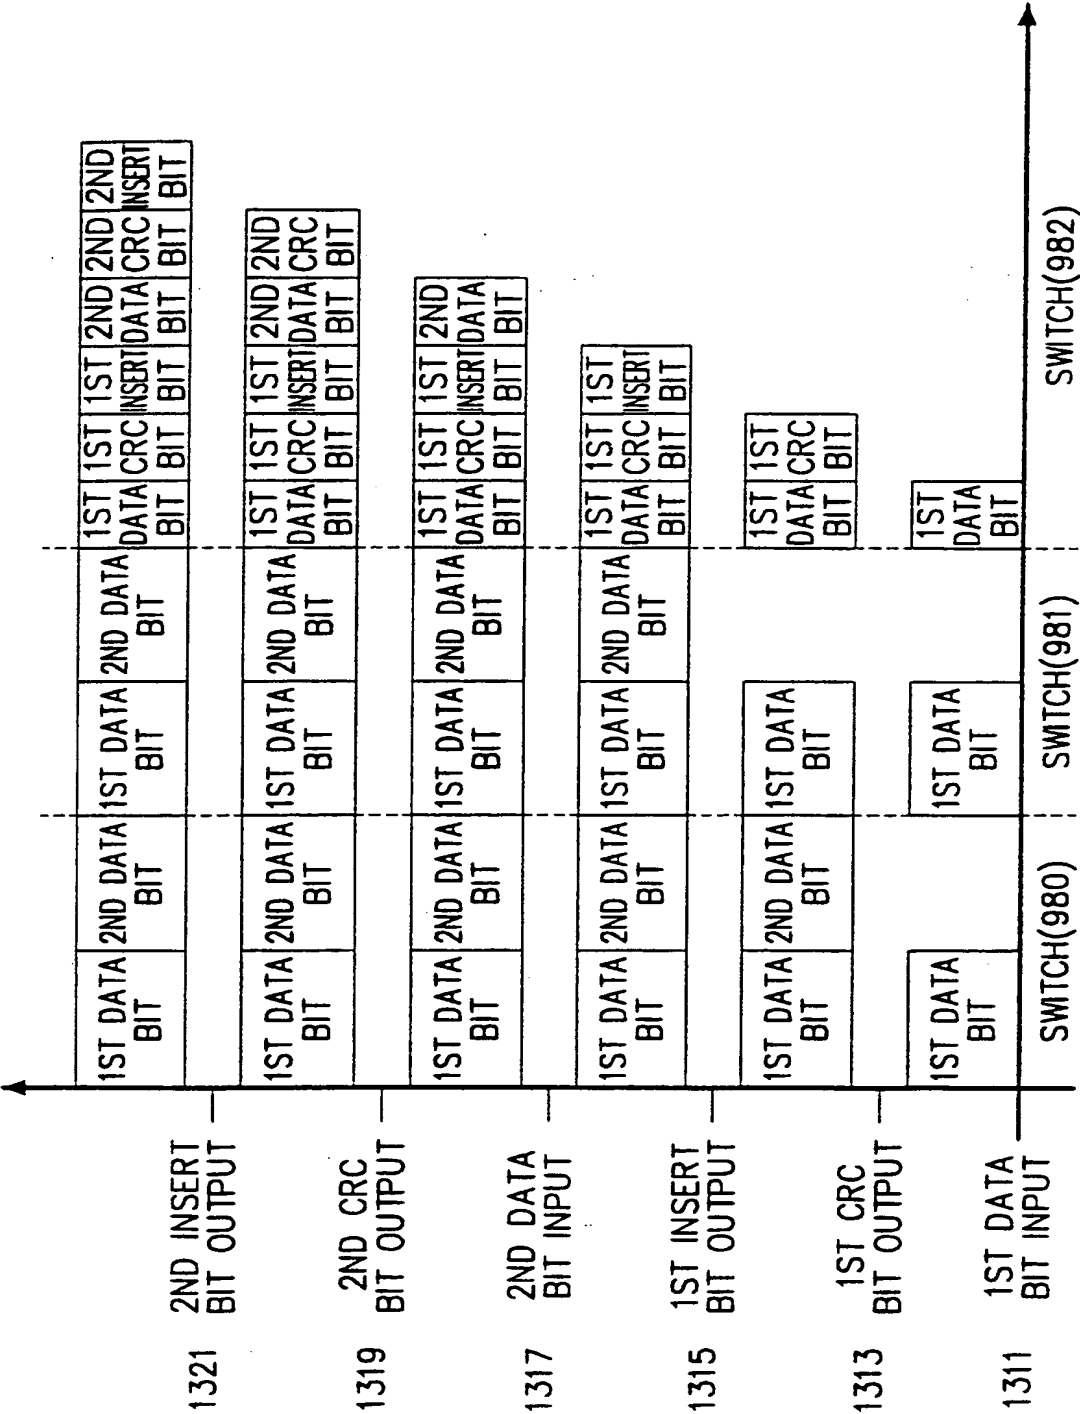 1321
2ND INSERT
BIT OUTPUT
1ST DATA
BIT
2ND DATA
BIT
1ST DATA
BIT
2ND DATA
BIT
1ST
DATA
BIT
1ST
CRC
BIT
1ST
INSERT
BIT
2ND
DATA
BIT
2ND
CRC
BIT
2ND
INSERT
BIT
1319
2ND CRC
BIT OUTPUT
1ST DATA
BIT
2ND DATA
BIT
1ST DATA
BIT
2ND DATA
BIT
1ST
DATA
BIT
1ST
CRC
BIT
1ST
INSERT
BIT
2ND
DATA
BIT
2ND
CRC
BIT
1317
2ND DATA
BIT INPUT
1ST DATA
BIT
2ND DATA
BIT
1ST DATA
BIT
2ND DATA
BIT
1ST
DATA
BIT
1ST
CRC
BIT
1ST
INSERT
BIT
2ND
DATA
BIT
1315
1ST INSERT
BIT OUTPUT
1ST DATA
BIT
2ND DATA
BIT
1ST DATA
BIT
2ND DATA
BIT
1ST
DATA
BIT
1ST
CRC
BIT
1ST
INSERT
BIT
1313
1ST CRC
BIT OUTPUT
1ST DATA
BIT
2ND DATA
BIT
1ST DATA
BIT
1ST
DATA
BIT
1ST
CRC
BIT
1311
1ST DATA
BIT INPUT
1ST DATA
BIT
1ST DATA
BIT
1ST
DATA
BIT
SWITCH(980)
SWITCH(981)
SWITCH(982)